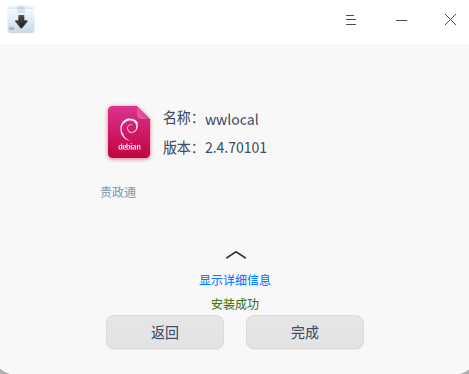 debian
名称：wwlocal
版本：2.4.70101
贵政通
显示详细信息
安装成功
返回 完成